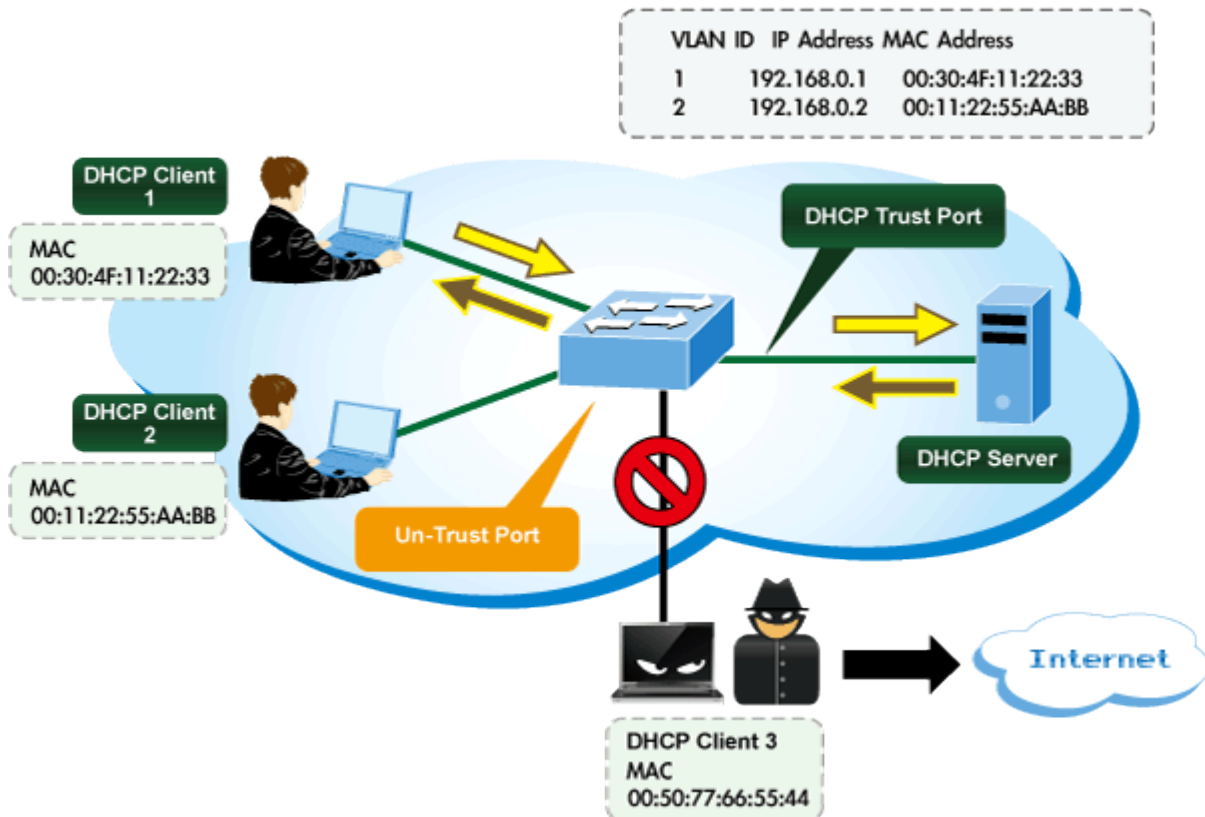 VLAN ID IP Address MAC Address
1 192.168.0.1 00:30:4F:11:22:33
2 192.168.0.2 00:11:22:55:AA:BB
DHCP Client
1
MAC
00:30:4F:11:22:33
DHCP Trust Port
DHCP Client
2
MAC
00:11:22:55:AA:BB
DHCP Server
Un-Trust Port
Internet
DHCP Client 3
MAC
00:50:77:66:55:44